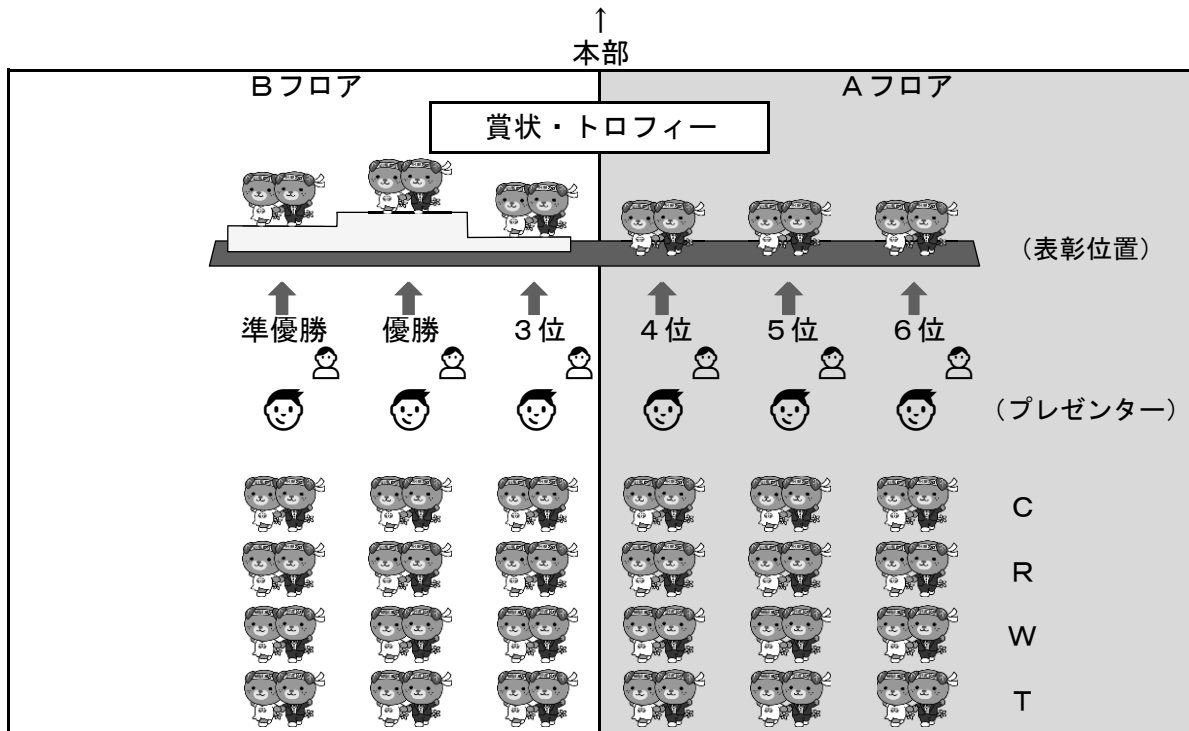 ↑
本部
Bフロア
Aフロア
賞状・トロフィー
(表彰位置)
準優勝
優勝
3位
4位
5位
6位
(プレゼンター)
C
R
W
T